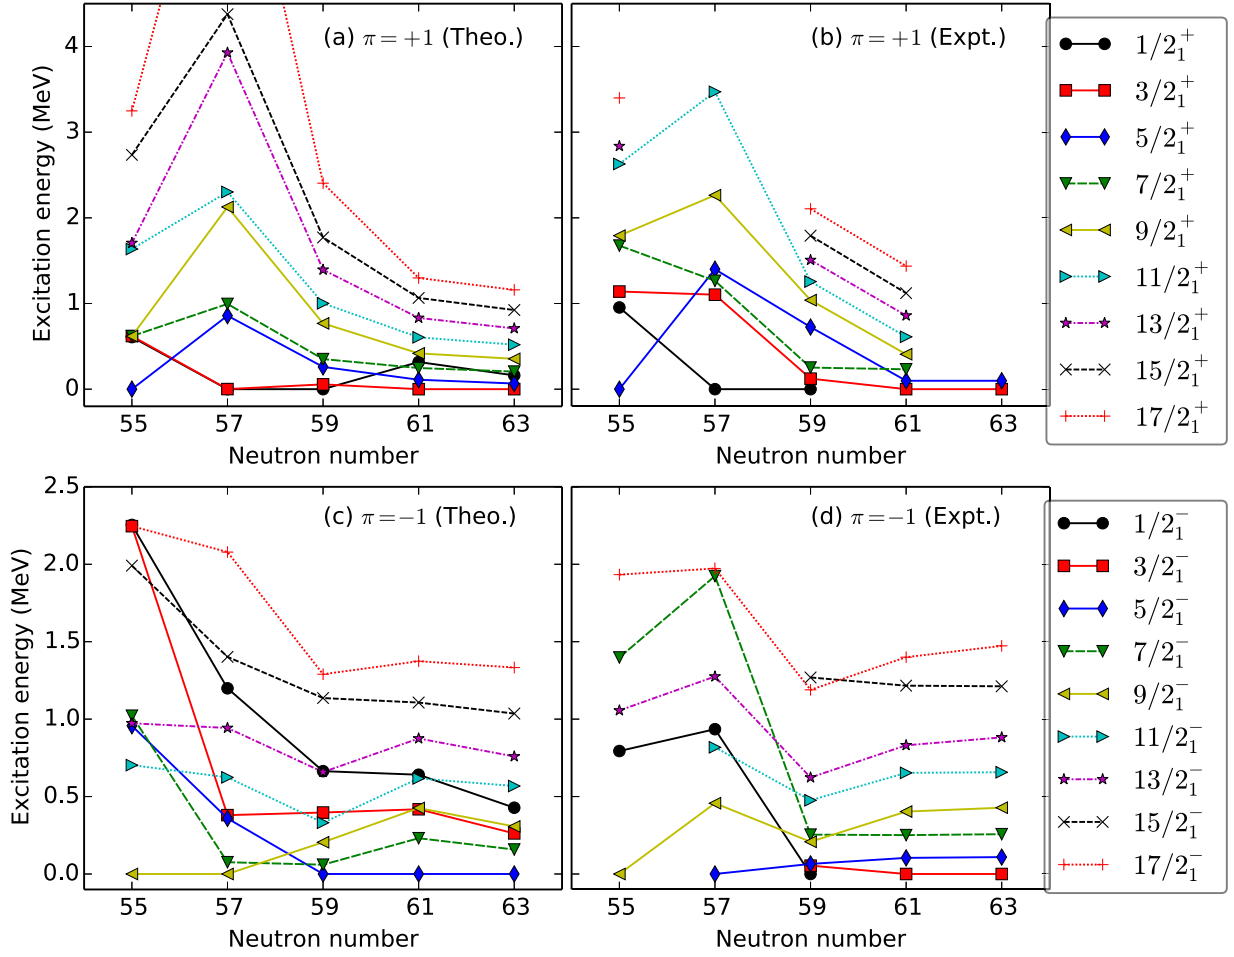 (a) π = +1 (Theo.)
(b) π = +1 (Expt.)
Excitation energy (MeV)
4
3
2
1
0
55 57 59 61 63
55 57 59 61 63
Neutron number
Neutron number
1/2₁⁺
3/2₁⁺
5/2₁⁺
7/2₁⁺
9/2₁⁺
11/2₁⁺
13/2₁⁺
15/2₁⁺
17/2₁⁺
(c) π = −1 (Theo.)
(d) π = −1 (Expt.)
Excitation energy (MeV)
2.5
2.0
1.5
1.0
0.5
0.0
55 57 59 61 63
55 57 59 61 63
Neutron number
Neutron number
1/2₁⁻
3/2₁⁻
5/2₁⁻
7/2₁⁻
9/2₁⁻
11/2₁⁻
13/2₁⁻
15/2₁⁻
17/2₁⁻